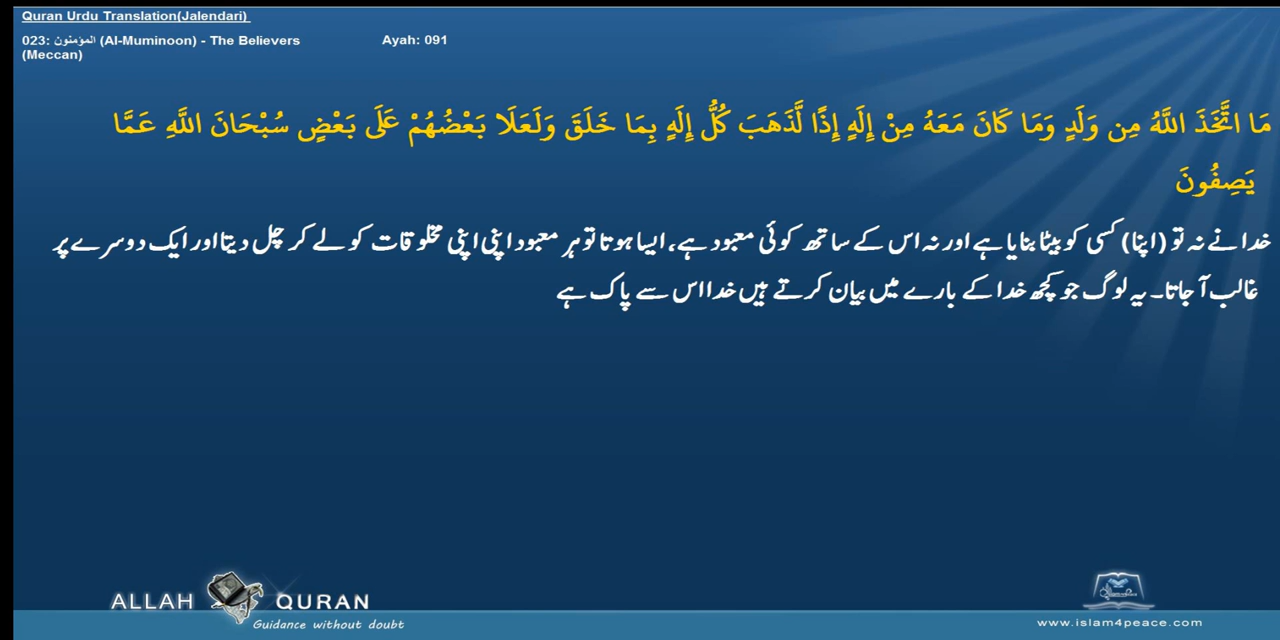 Quran Urdu Translation(Jalendari)
023: المؤمنون (Al-Muminoon) - The Believers Ayah: 091
(Meccan)
مَا اتَّخَذَ اللَّهُ مِن وَلَدٍ وَمَا كَانَ مَعَهُ مِنْ إِلَهٍ إِذًا لَّذَهَبَ كُلُّ إِلَهٍ بِمَا خَلَقَ وَلَعَلَا بَعْضُهُمْ عَلَى بَعْضٍ سُبْحَانَ اللَّهِ عَمَّا
يَصِفُونَ
خدا نے نہ تو (اپنا) کسی کو بیٹا بنایا ہے اور نہ اس کے ساتھ کوئی معبود ہے، ایسا ہوتا تو ہر معبود اپنی اپنی مخلوقات کو لے کر چل دیتا اور ایک دوسرے پر
غالب آجاتا۔ یہ لوگ جو کچھ خدا کے بارے میں بیان کرتے ہیں خدا اس سے پاک ہے
ALLAH QURAN
Guidance without doubt
www.islam4peace.com